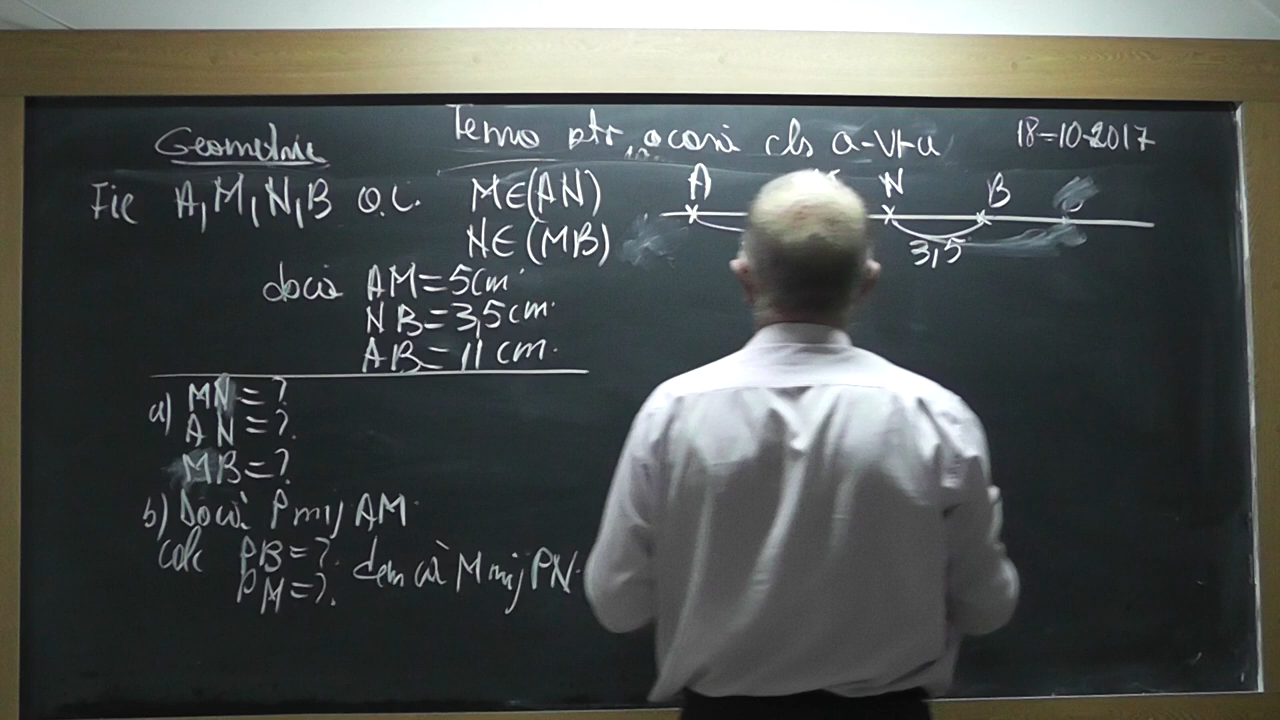 Geometrie
Temo ptr. acasă cls a-VI-a
18-10-2017
Fie A,M,N,B a.î. M∈(AN)
N∈(MB)
dacă AM=5cm
NB=3,5cm.
AB=11 cm.
a) MN=?
AN=?
MB=?
b) Dacă P mij AM
calc PB=?
PM=?
dem că M mij PN.
A N B
3,5